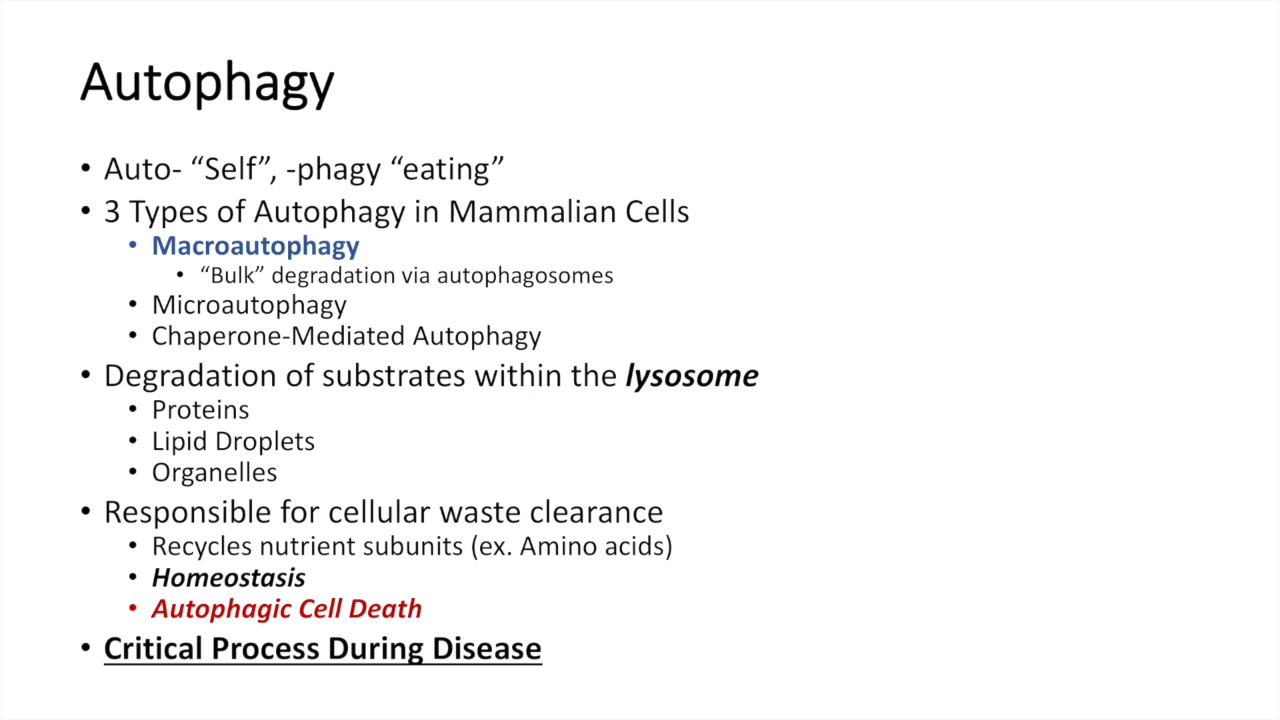 Autophagy
• Auto- “Self”, -phagy “eating”
• 3 Types of Autophagy in Mammalian Cells
• Macroautophagy
• “Bulk” degradation via autophagosomes
• Microautophagy
• Chaperone-Mediated Autophagy
• Degradation of substrates within the lysosome
• Proteins
• Lipid Droplets
• Organelles
• Responsible for cellular waste clearance
• Recycles nutrient subunits (ex. Amino acids)
• Homeostasis
• Autophagic Cell Death
• Critical Process During Disease